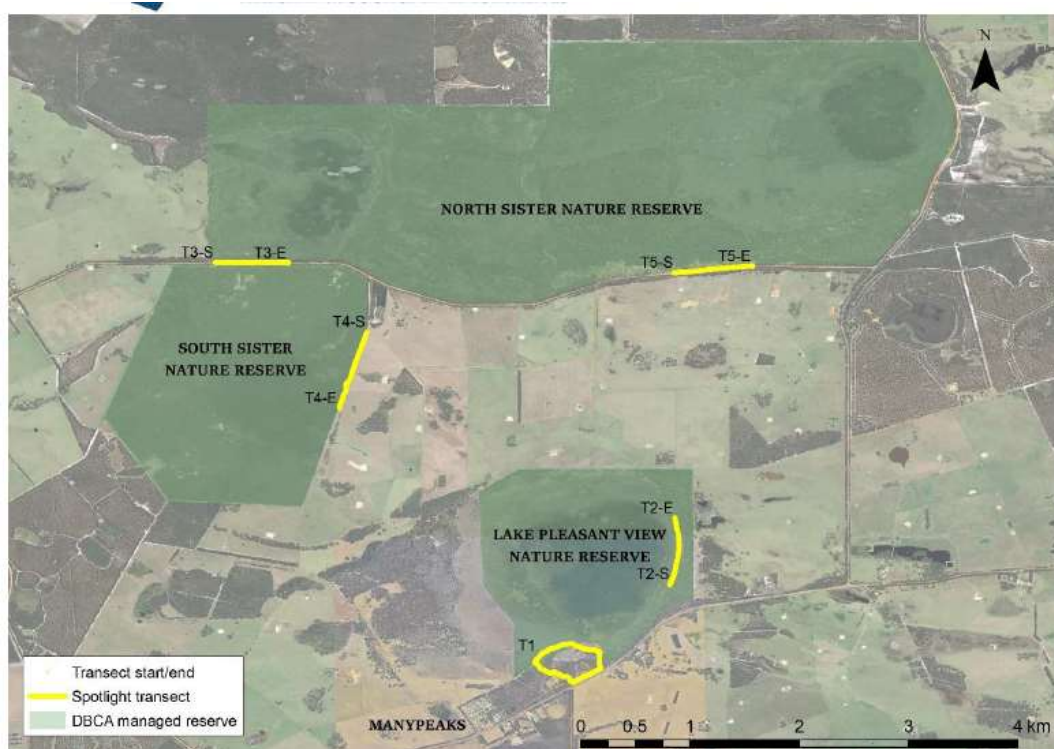 N
NORTH SISTER NATURE RESERVE
T3-S
T3-E
T5-S
T5-E
T4-S
SOUTH SISTER
NATURE RESERVE
T4-E
T2-E
LAKE PLEASANT VIEW
NATURE RESERVE
T2-S
T1
Transect start/end
Spotlight transect
DBCA managed reserve
MANYPEAKS
0 0.5 1 2 3 4 km